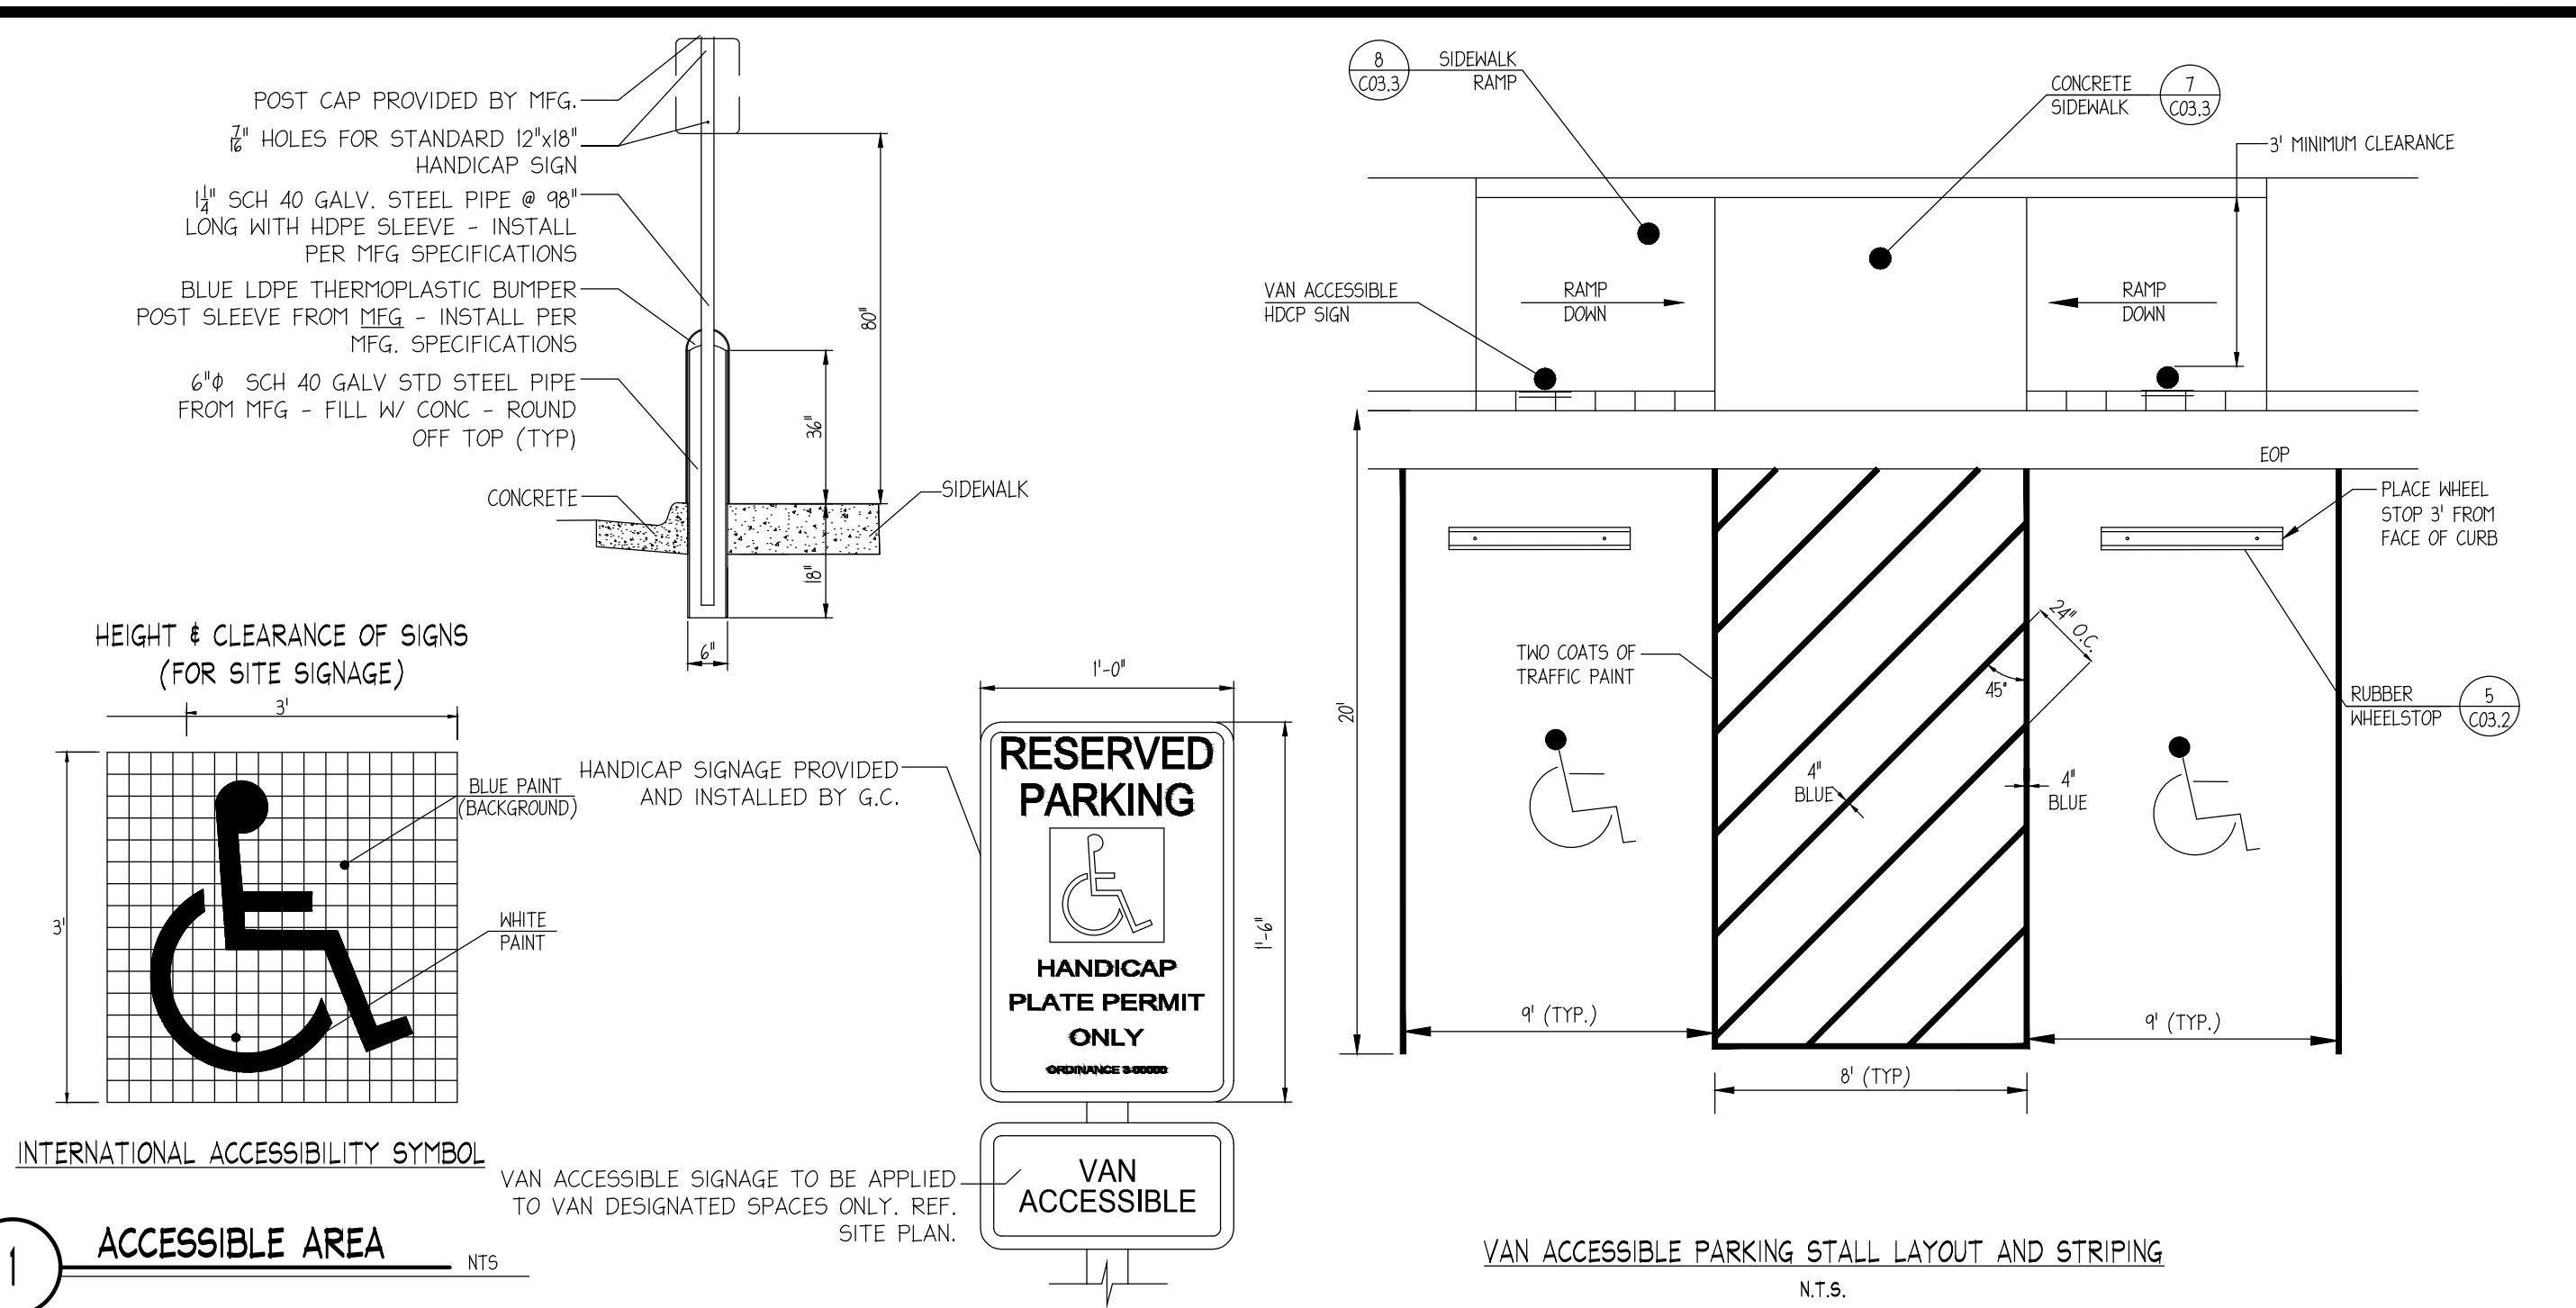 POST CAP PROVIDED BY MFG.
7/16" HOLES FOR STANDARD 12"x18"
HANDICAP SIGN
1 1/4" SCH 40 GALV. STEEL PIPE @ 98"
LONG WITH HDPE SLEEVE - INSTALL
PER MFG SPECIFICATIONS
BLUE LDPE THERMOPLASTIC BUMPER
POST SLEEVE FROM MFG - INSTALL PER
MFG. SPECIFICATIONS
6"ϕ SCH 40 GALV STD STEEL PIPE
FROM MFG - FILL W/ CONC - ROUND
OFF TOP (TYP)
CONCRETE
SIDEWALK
80"
36"
18"
6"
HEIGHT & CLEARANCE OF SIGNS
(FOR SITE SIGNAGE)
3'
3'
BLUE PAINT
(BACKGROUND)
WHITE
PAINT
INTERNATIONAL ACCESSIBILITY SYMBOL
1
ACCESSIBLE AREA
NTS
HANDICAP SIGNAGE PROVIDED
AND INSTALLED BY G.C.
1'-0"
1'-6"
RESERVED
PARKING
HANDICAP
PLATE PERMIT
ONLY
VAN ACCESSIBLE SIGNAGE TO BE APPLIED
TO VAN DESIGNATED SPACES ONLY. REF.
SITE PLAN.
VAN
ACCESSIBLE
8
C03.3
SIDEWALK
RAMP
CONCRETE
SIDEWALK
7
C03.3
3' MINIMUM CLEARANCE
VAN ACCESSIBLE
HDCP SIGN
RAMP
DOWN
RAMP
DOWN
EOP
PLACE WHEEL
STOP 3' FROM
FACE OF CURB
24" O.C.
45°
TWO COATS OF
TRAFFIC PAINT
RUBBER
WHEELSTOP
5
C03.2
20'
4"
BLUE
4"
BLUE
9' (TYP.)
9' (TYP.)
8' (TYP)
VAN ACCESSIBLE PARKING STALL LAYOUT AND STRIPING
N.T.S.